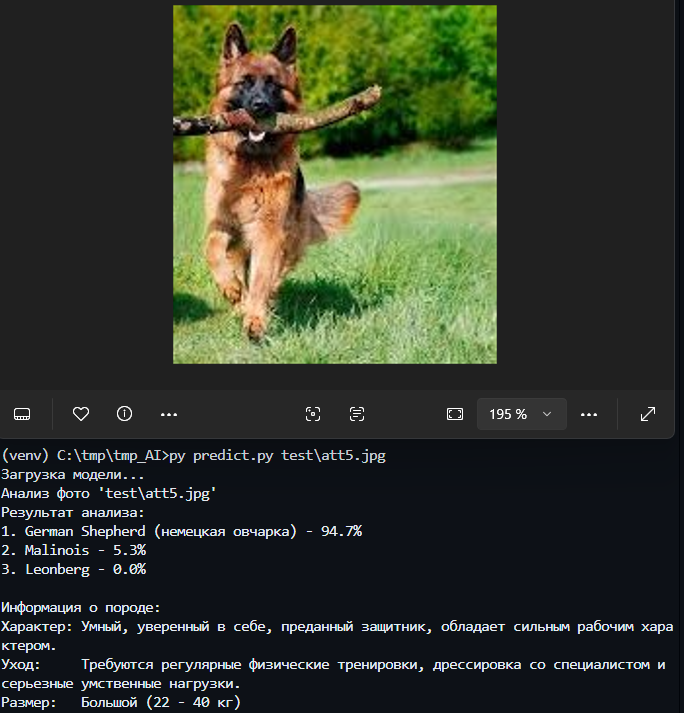 195 %
(venv) C:\tmp\tmp_AI>py predict.py test\att5.jpg
Загрузка модели...
Анализ фото 'test\att5.jpg'
Результат анализа:
1. German Shepherd (немецкая овчарка) - 94.7%
2. Malinois - 5.3%
3. Leonberg - 0.0%

Информация о породе:
Характер: Умный, уверенный в себе, преданный защитник, обладает сильным рабочим хара
ктером.
Уход:     Требуются регулярные физические тренировки, дрессировка со специалистом и
серьезные умственные нагрузки.
Размер:   Большой (22 - 40 кг)